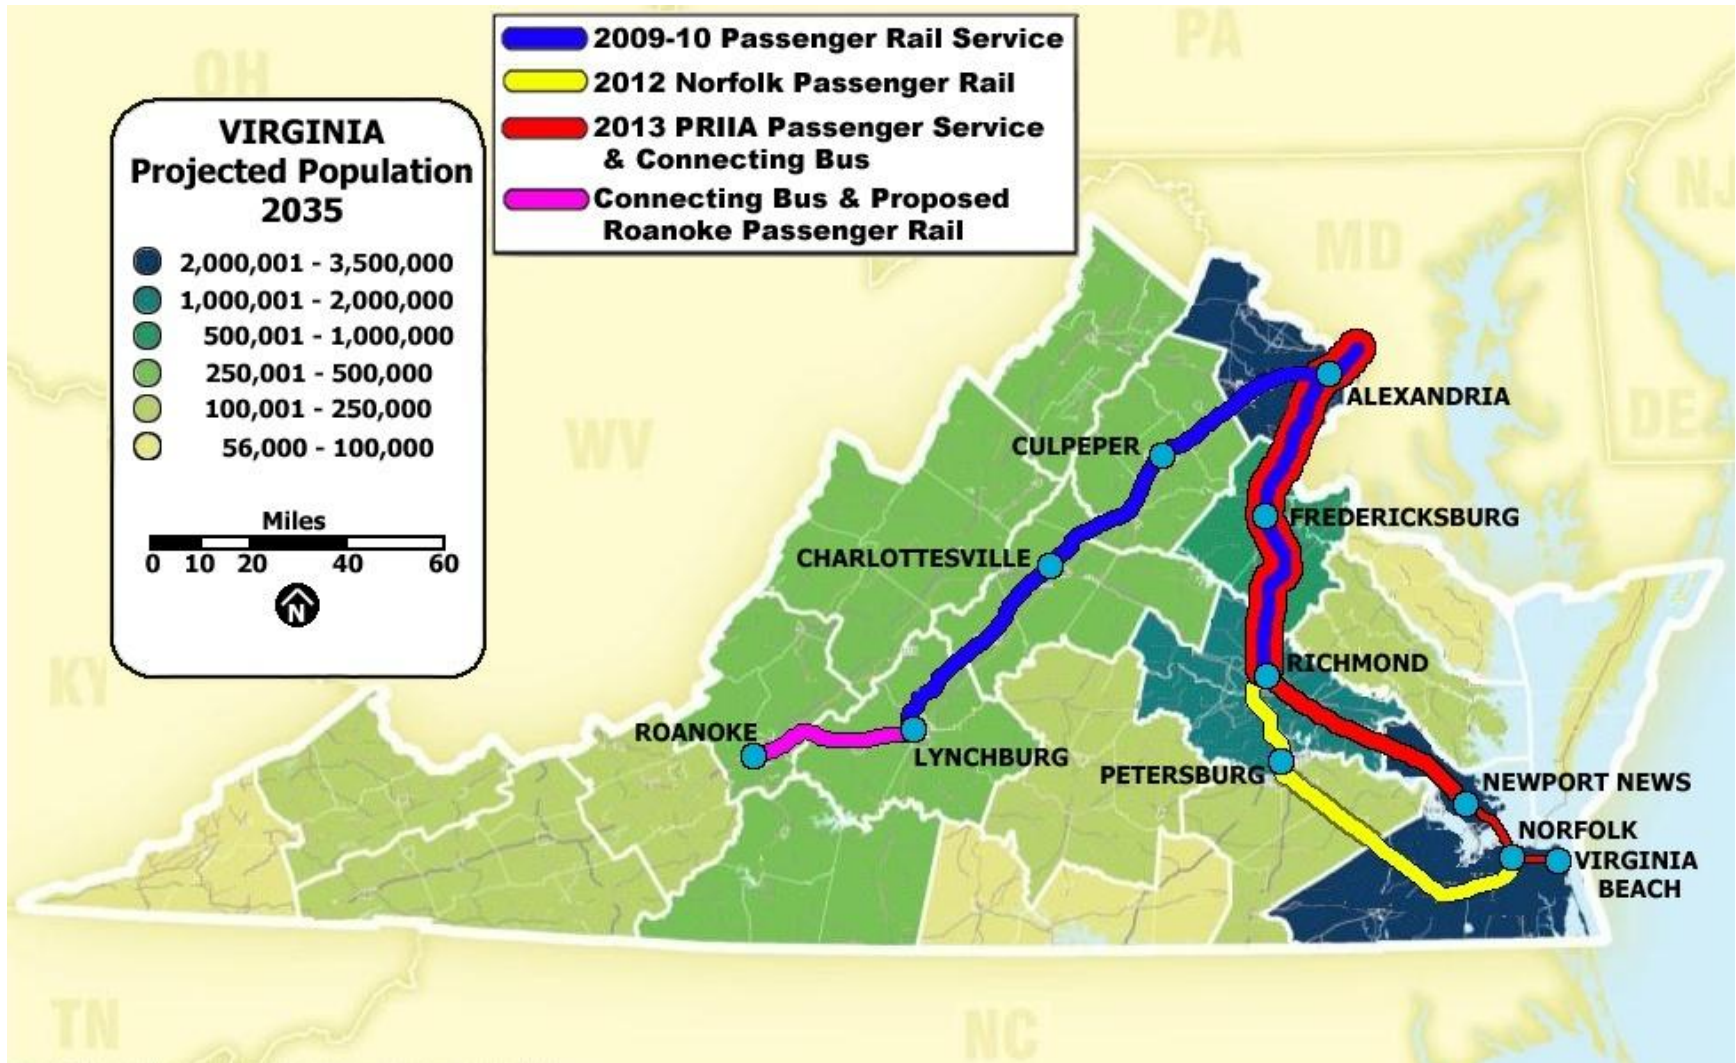 2009-10 Passenger Rail Service
2012 Norfolk Passenger Rail
2013 PRIIA Passenger Service
& Connecting Bus
Connecting Bus & Proposed
Roanoke Passenger Rail
VIRGINIA
Projected Population
2035
2,000,001 - 3,500,000
1,000,001 - 2,000,000
500,001 - 1,000,000
250,001 - 500,000
100,001 - 250,000
56,000 - 100,000
Miles
0 10 20 40 60
N
OH
PA
NJ
MD
DE
WV
KY
TN
NC
ALEXANDRIA
CULPEPER
FREDERICKSBURG
CHARLOTTESVILLE
RICHMOND
ROANOKE
LYNCHBURG
PETERSBURG
NEWPORT NEWS
NORFOLK
VIRGINIA
BEACH